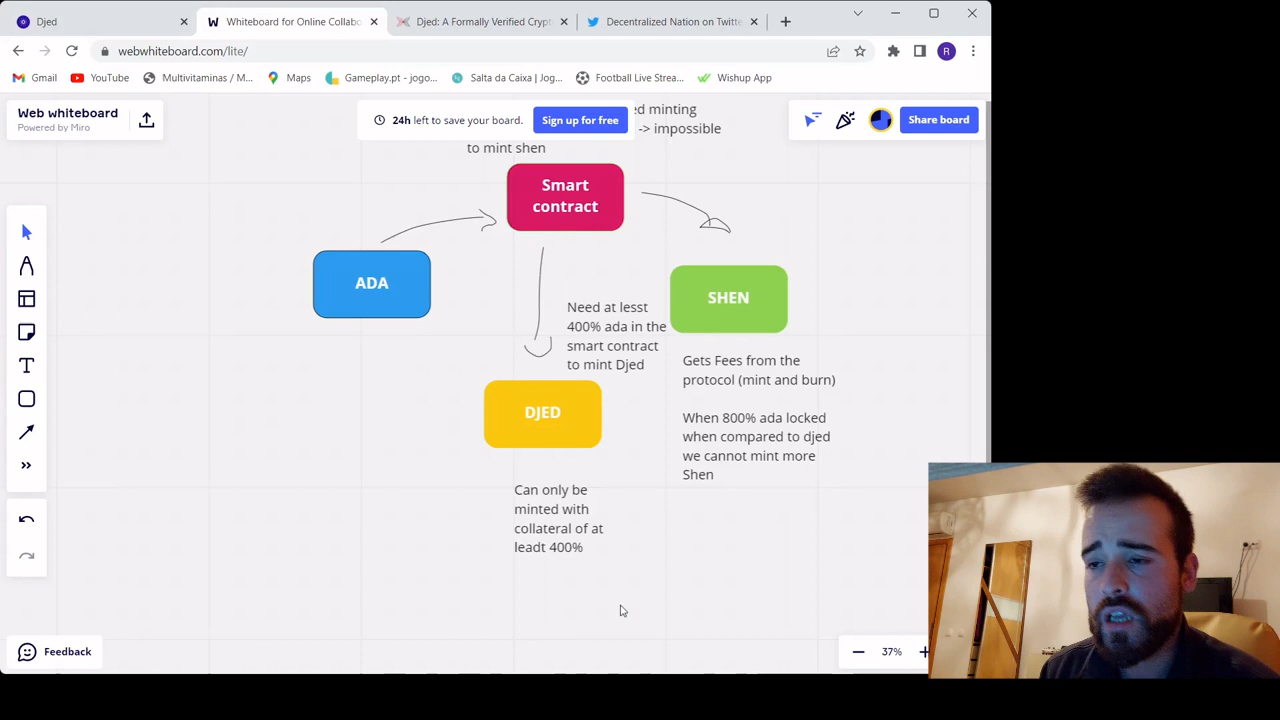 Djed
Whiteboard for Online Collabo
Djed: A Formally Verified Crypt
Decentralized Nation on Twitte
webwhiteboard.com/lite/
R
Gmail
YouTube
Multivitaminas / M...
Maps
Gameplay.pt - jogo...
Salta da Caixa | Jog...
Football Live Strea...
Wishup App
Web whiteboard
Powered by Miro
24h left to save your board.
Sign up for free
Share board
ed minting
-> impossible
to mint shen
Smart
contract
ADA
SHEN
Need at lesst
400% ada in the
smart contract
to mint Djed
DJED
Gets Fees from the
protocol (mint and burn)
When 800% ada locked
when compared to djed
we cannot mint more
Shen
Can only be
minted with
collateral of at
leadt 400%
Feedback
37%